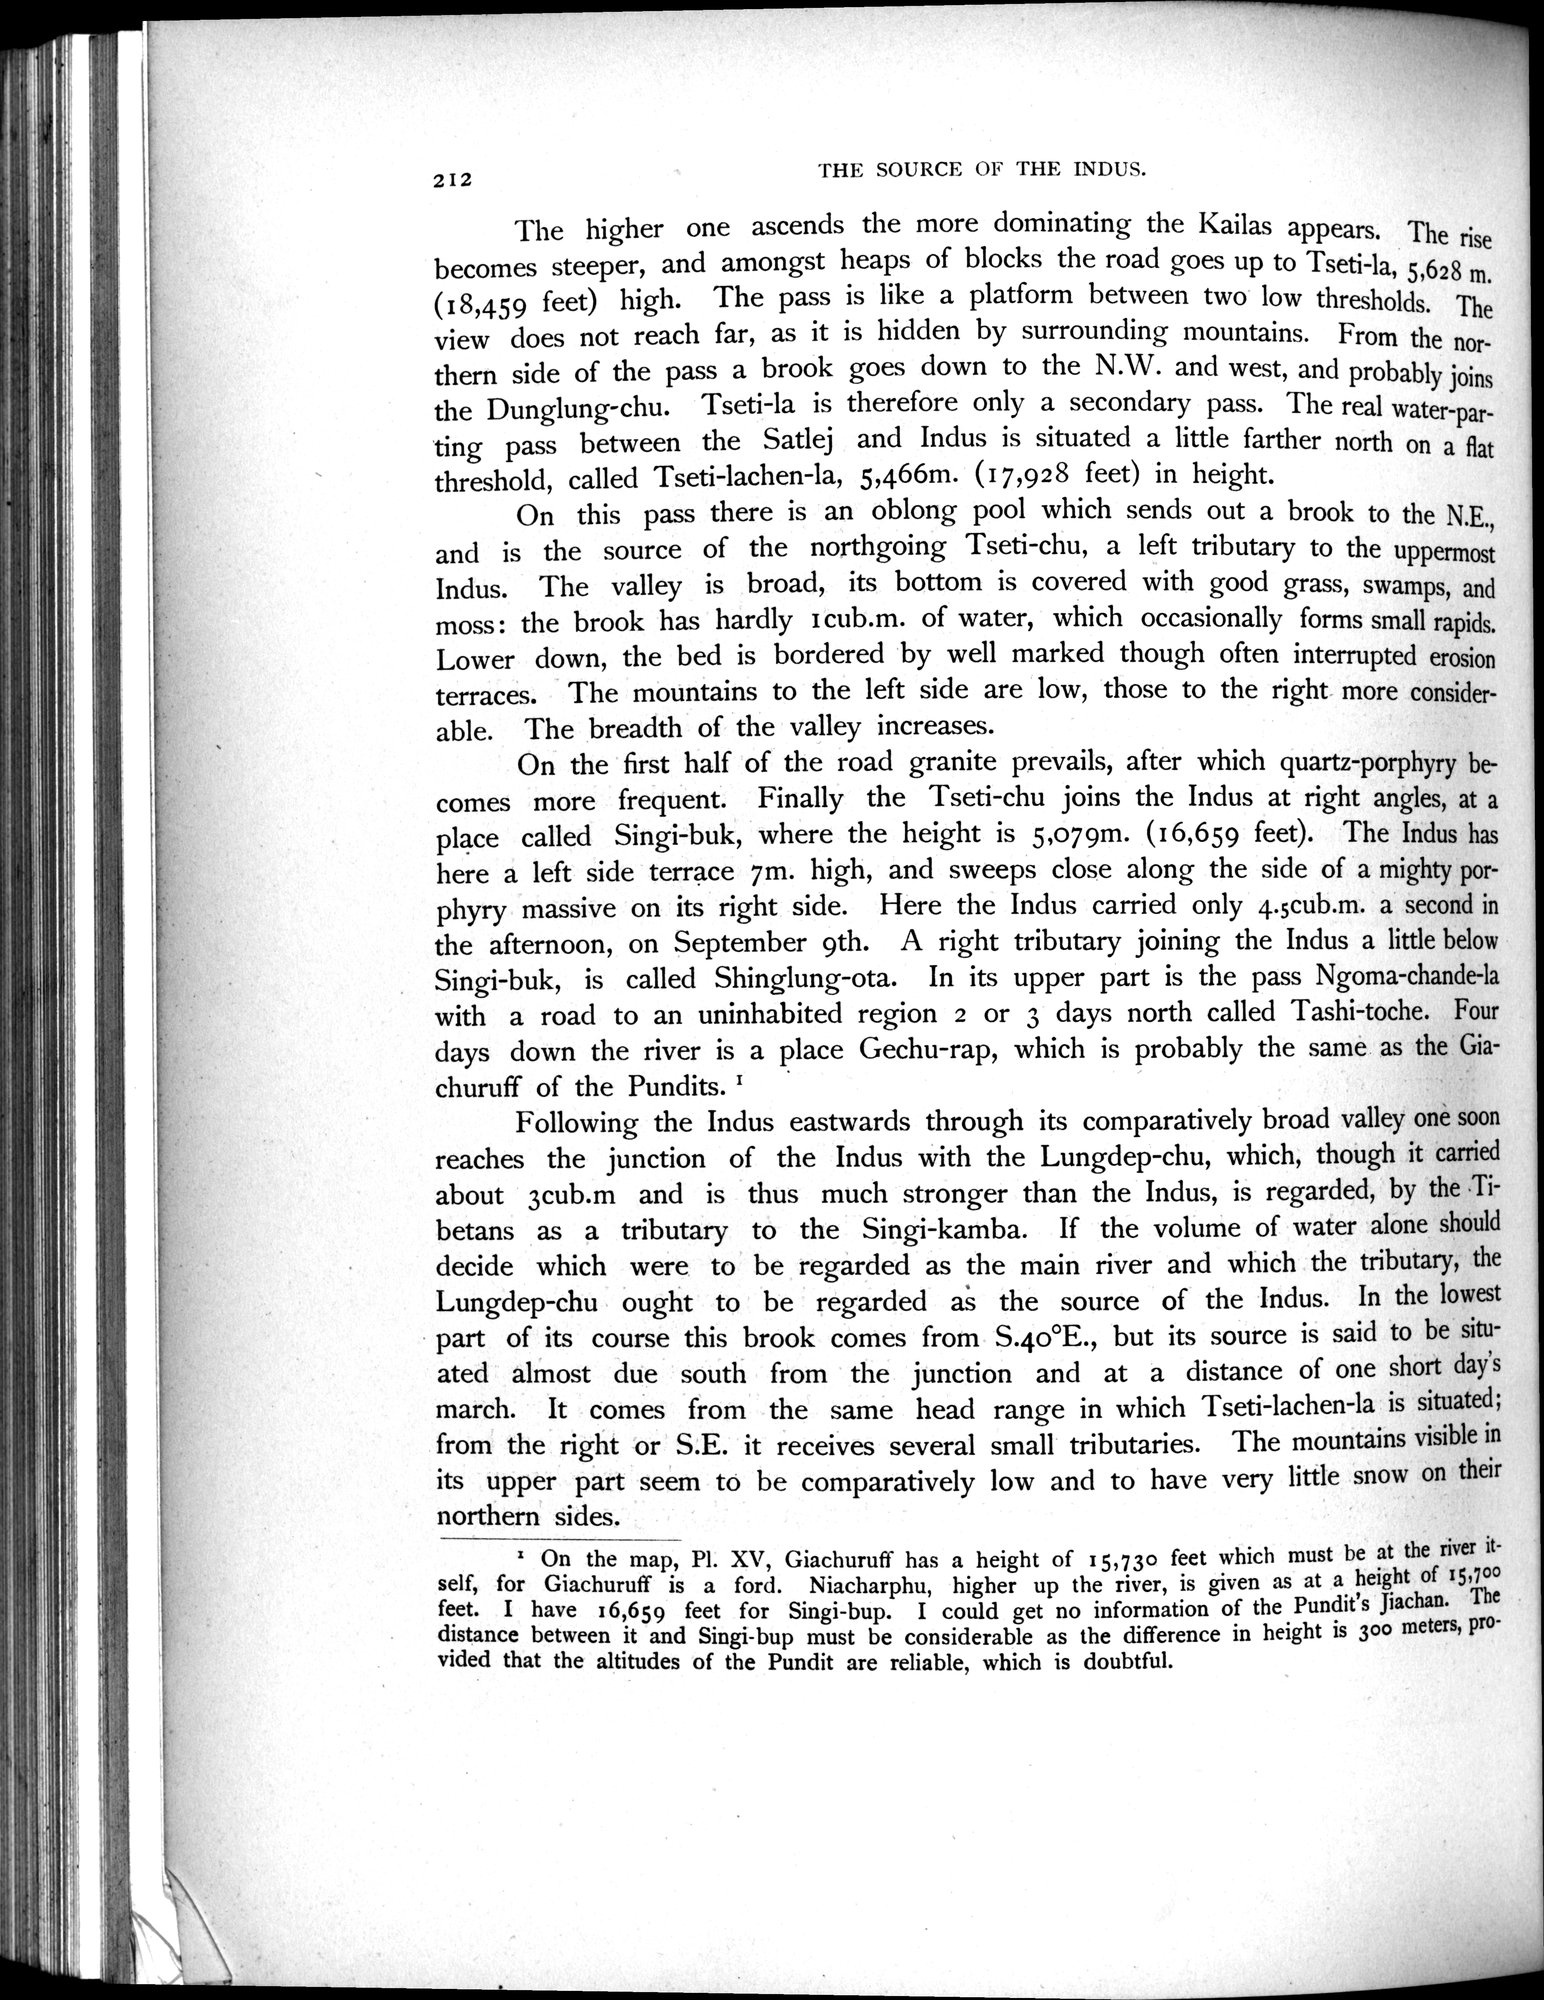 212
THE SOURCE OF THE INDUS.
The higher one ascends the more dominating the Kailas appears. The rise
becomes steeper, and amongst heaps of blocks the road goes up to Tseti-la, 5,628 m.
(18,459 feet) high. The pass is like a platform between two low thresholds. The
view does not reach far, as it is hidden by surrounding mountains. From the nor-
thern side of the pass a brook goes down to the N.W. and west, and probably joins
the Dunglung-chu. Tseti-la is therefore only a secondary pass. The real water-par-
ting pass between the Satlej and Indus is situated a little farther north on a flat
threshold, called Tseti-lachen-la, 5,466m. (17,928 feet) in height.
On this pass there is an oblong pool which sends out a brook to the N.E.,
and is the source of the northgoing Tseti-chu, a left tributary to the uppermost
Indus. The valley is broad, its bottom is covered with good grass, swamps, and
moss: the brook has hardly 1cub.m. of water, which occasionally forms small rapids.
Lower down, the bed is bordered by well marked though often interrupted erosion
terraces. The mountains to the left side are low, those to the right more consider-
able. The breadth of the valley increases.
On the first half of the road granite prevails, after which quartz-porphyry be-
comes more frequent. Finally the Tseti-chu joins the Indus at right angles, at a
place called Singi-buk, where the height is 5,079m. (16,659 feet). The Indus has
here a left side terrace 7m. high, and sweeps close along the side of a mighty por-
phyry massive on its right side. Here the Indus carried only 4.5cub.m. a second in
the afternoon, on September 9th. A right tributary joining the Indus a little below
Singi-buk, is called Shinglung-ota. In its upper part is the pass Ngoma-chande-la
with a road to an uninhabited region 2 or 3 days north called Tashi-toche. Four
days down the river is a place Gechu-rap, which is probably the same as the Gia-
churuff of the Pundits. 1
Following the Indus eastwards through its comparatively broad valley one soon
reaches the junction of the Indus with the Lungdep-chu, which, though it carried
about 3cub.m and is thus much stronger than the Indus, is regarded, by the Ti-
betans as a tributary to the Singi-kamba. If the volume of water alone should
decide which were to be regarded as the main river and which the tributary, the
Lungdep-chu ought to be regarded as the source of the Indus. In the lowest
part of its course this brook comes from S.40°E., but its source is said to be situ-
ated almost due south from the junction and at a distance of one short day's
march. It comes from the same head range in which Tseti-lachen-la is situated;
from the right or S.E. it receives several small tributaries. The mountains visible in
its upper part seem to be comparatively low and to have very little snow on their
northern sides.
1 On the map, Pl. XV, Giachuruff has a height of 15,730 feet which must be at the river it-
self, for Giachuruff is a ford. Niacharphu, higher up the river, is given as at a height of 15,700
feet. I have 16,659 feet for Singi-bup. I could get no information of the Pundit's Jiachan. The
distance between it and Singi-bup must be considerable as the difference in height is 300 meters, pro-
vided that the altitudes of the Pundit are reliable, which is doubtful.